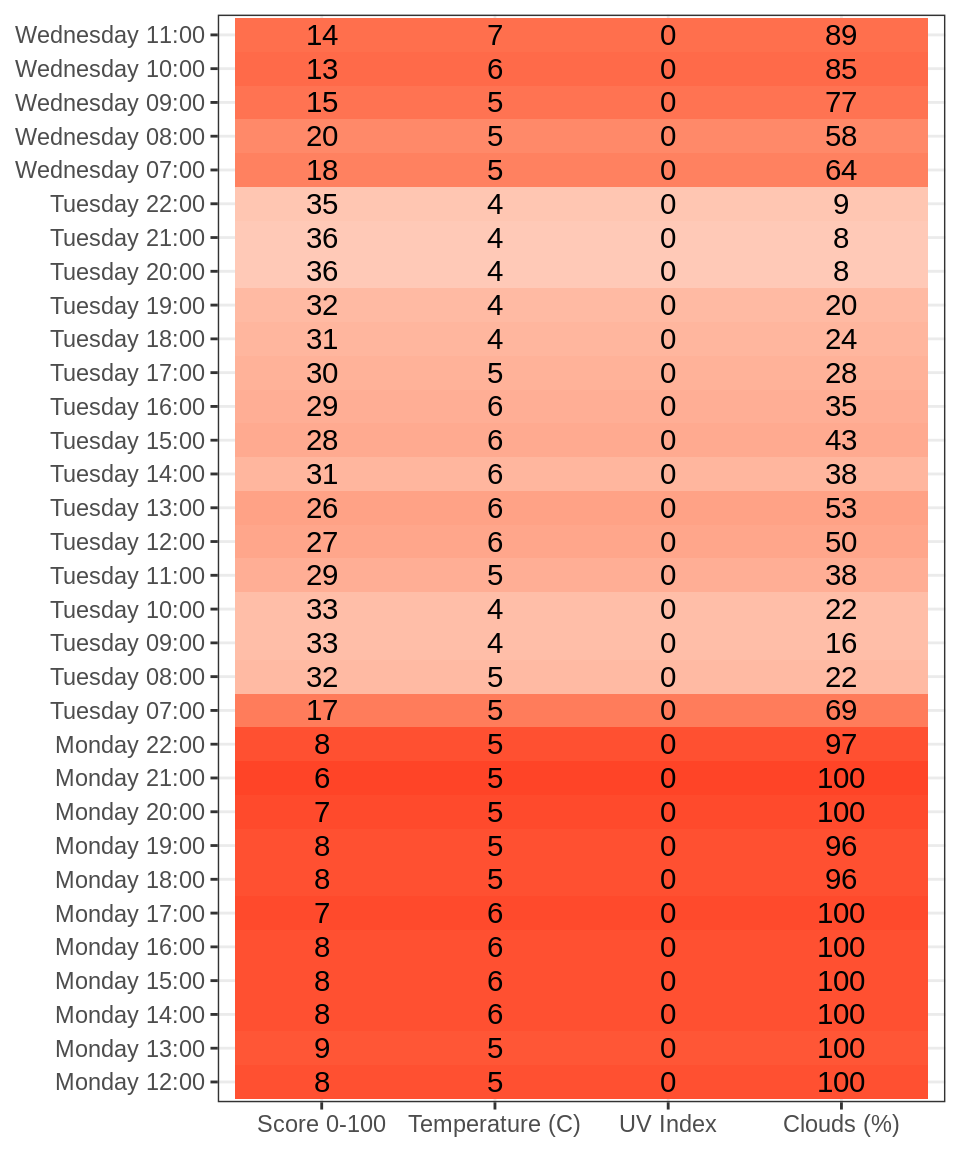 Wednesday 11:00 14 7 0 89
Wednesday 10:00 13 6 0 85
Wednesday 09:00 15 5 0 77
Wednesday 08:00 20 5 0 58
Wednesday 07:00 18 5 0 64
Tuesday 22:00 35 4 0 9
Tuesday 21:00 36 4 0 8
Tuesday 20:00 36 4 0 8
Tuesday 19:00 32 4 0 20
Tuesday 18:00 31 4 0 24
Tuesday 17:00 30 5 0 28
Tuesday 16:00 29 6 0 35
Tuesday 15:00 28 6 0 43
Tuesday 14:00 31 6 0 38
Tuesday 13:00 26 6 0 53
Tuesday 12:00 27 6 0 50
Tuesday 11:00 29 5 0 38
Tuesday 10:00 33 4 0 22
Tuesday 09:00 33 4 0 16
Tuesday 08:00 32 5 0 22
Tuesday 07:00 17 5 0 69
Monday 22:00 8 5 0 97
Monday 21:00 6 5 0 100
Monday 20:00 7 5 0 100
Monday 19:00 8 5 0 96
Monday 18:00 8 5 0 96
Monday 17:00 7 6 0 100
Monday 16:00 8 6 0 100
Monday 15:00 8 6 0 100
Monday 14:00 8 6 0 100
Monday 13:00 9 5 0 100
Monday 12:00 8 5 0 100
Score 0-100 Temperature (C) UV Index Clouds (%)